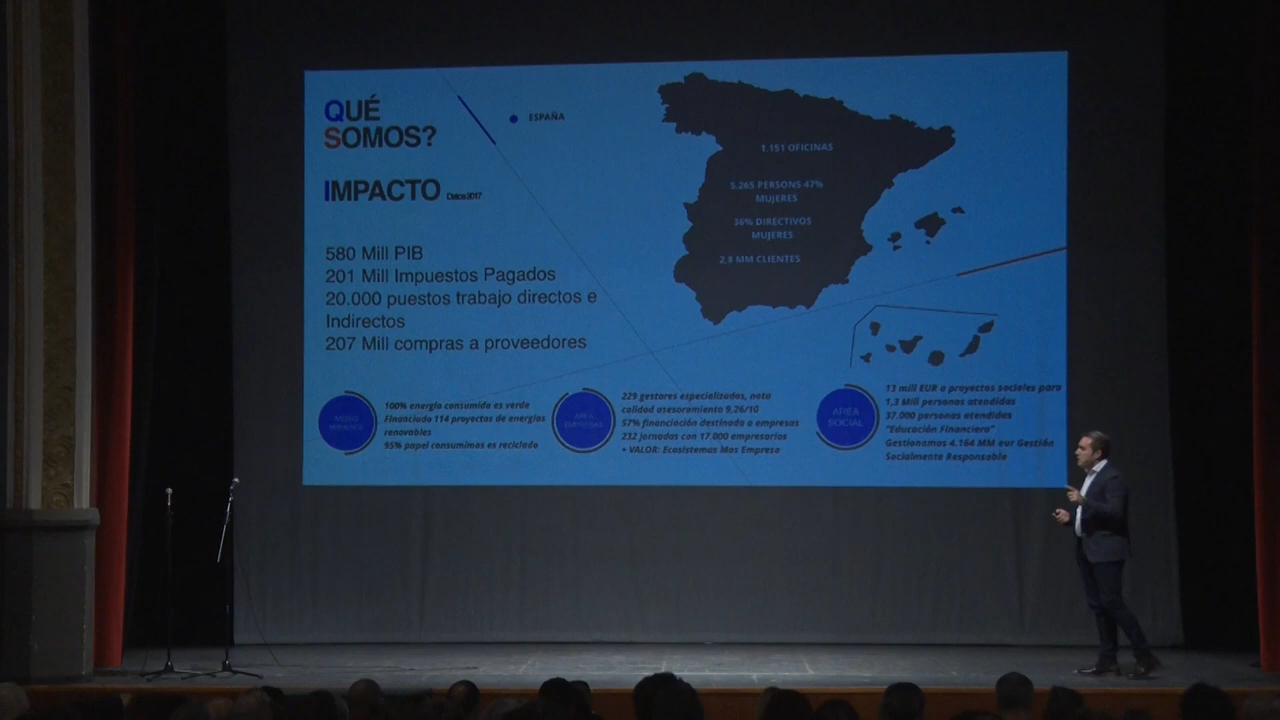 QUÉ
SOMOS?
ESPAÑA
IMPACTO Datos 2017
580 Mill PIB
201 Mill Impuestos Pagados
20.000 puestos trabajo directos e
Indirectos
207 Mill compras a proveedores
1.151 OFICINAS
5.265 PERSONS 47%
MUJERES
36% DIRECTIVOS
MUJERES
2,8 MM CLIENTES
MEDIO
AMBIENTE
100% energía consumida es verde
Financiado 114 proyectos de energías
renovables
95% papel consumimos es reciclado
ÁREA
EMPRESAS
229 gestores especializados, nota
calidad asesoramiento 9,26/10
57% financiación destinada a empresas
232 jornadas con 17.000 empresarios
+ VALOR: Ecosistemas Mas Empresa
ÁREA
SOCIAL
13 mill EUR a proyectos sociales para
1,3 Mill personas atendidas
37.000 personas atendidas
"Educación Financiera"
Gestionamos 4.164 MM eur Gestión
Socialmente Responsable